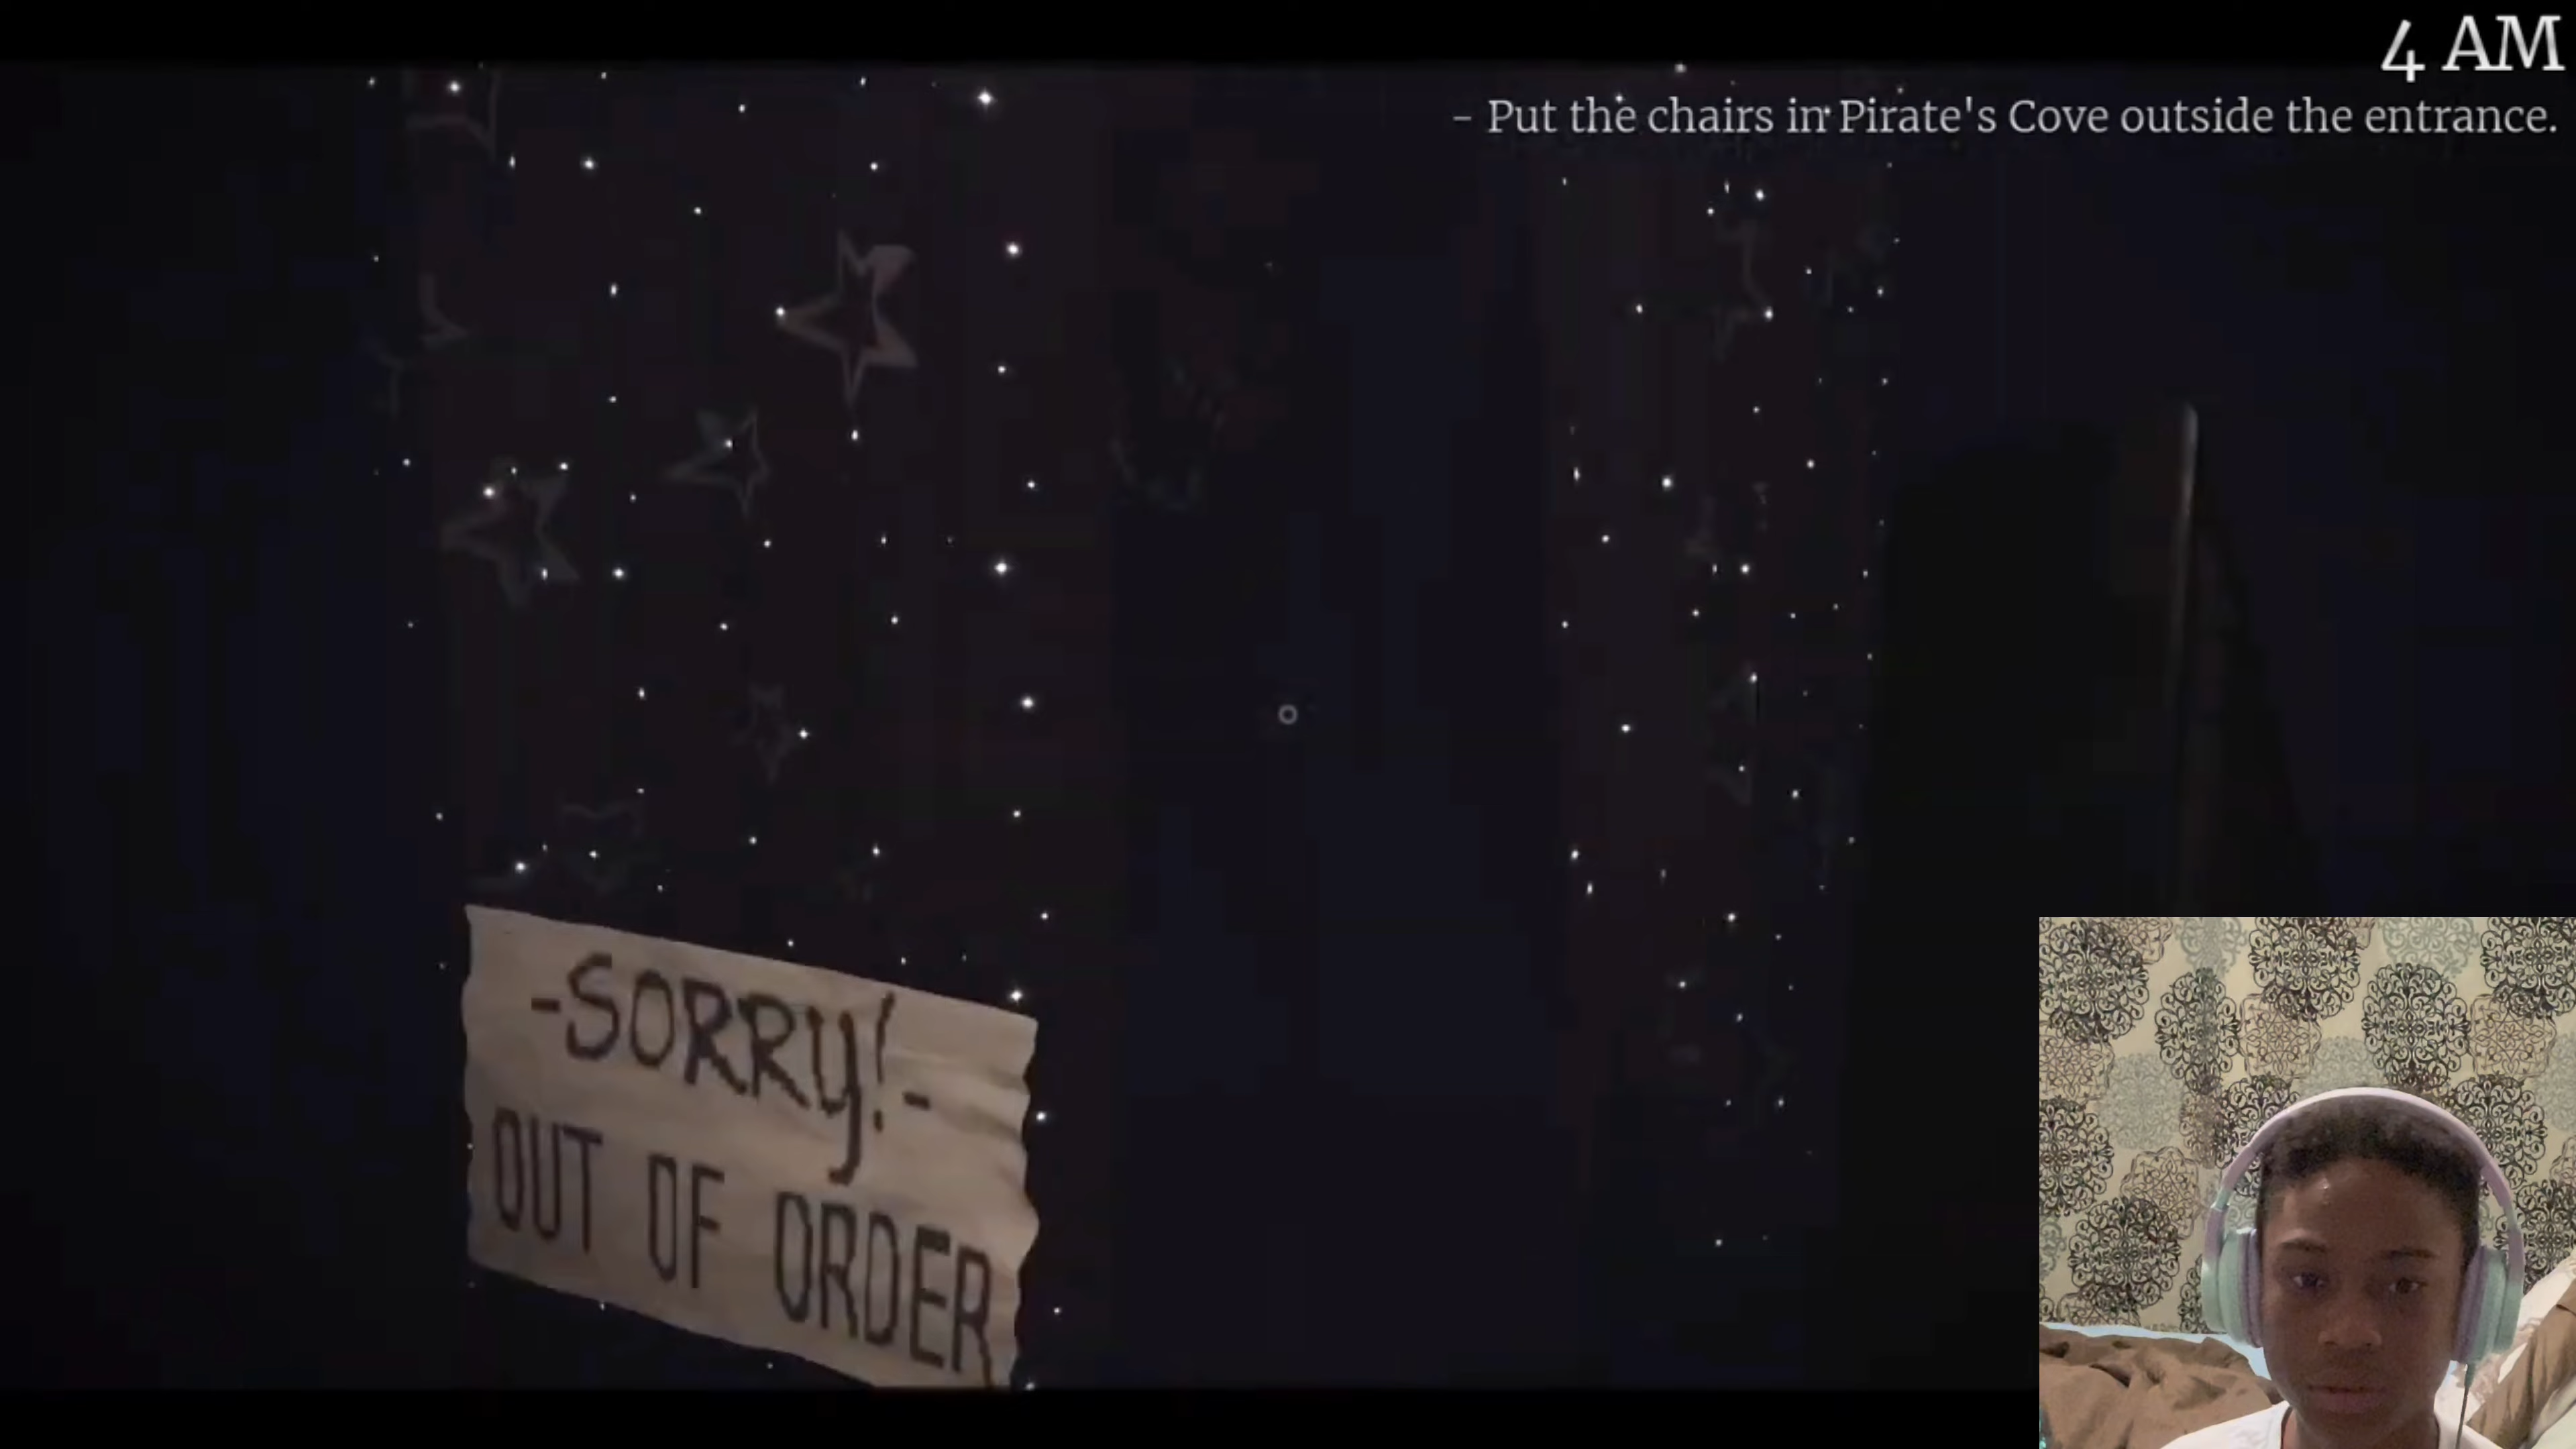 4 AM
- Put the chairs in Pirate's Cove outside the entrance.
-SORRY!-
OUT OF ORDER